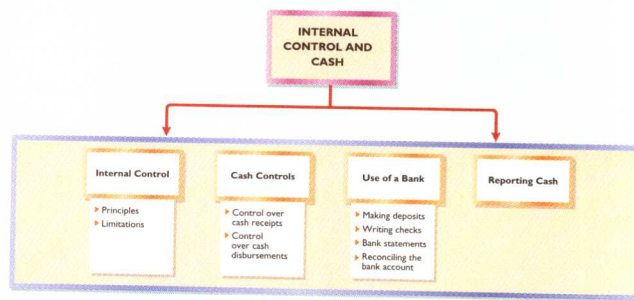 INTERNAL
CONTROL AND
CASH
Internal Control
Principles
Limitations
Cash Controls
Control over
cash receipts
Control
over cash
disbursements
Use of a Bank
Making deposits
Writing checks
Bank statements
Reconciling the
bank account
Reporting Cash